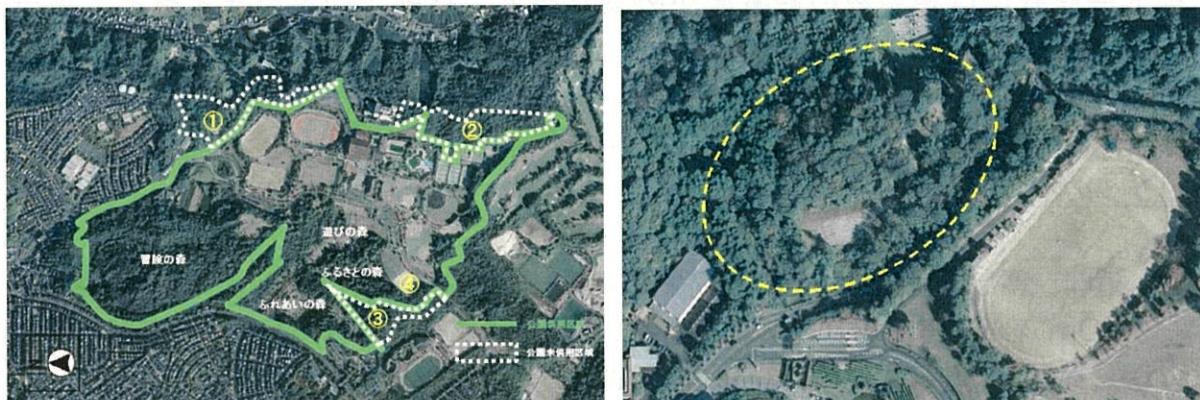 ①
②
遊びの森
冒険の森
ふるさとの森
④
ふれあいの森
③
公園供用区域
公園未供用区域